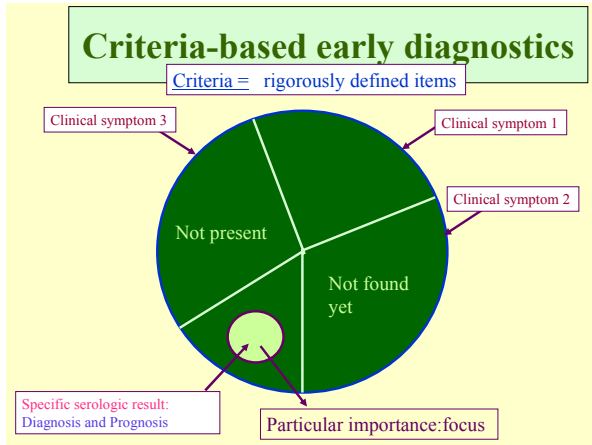 Criteria-based early diagnostics
Criteria = rigorously defined items
Clinical symptom 3
Clinical symptom 1
Clinical symptom 2
Not present
Not found
yet
Specific serologic result:
Diagnosis and Prognosis
Particular importance:focus